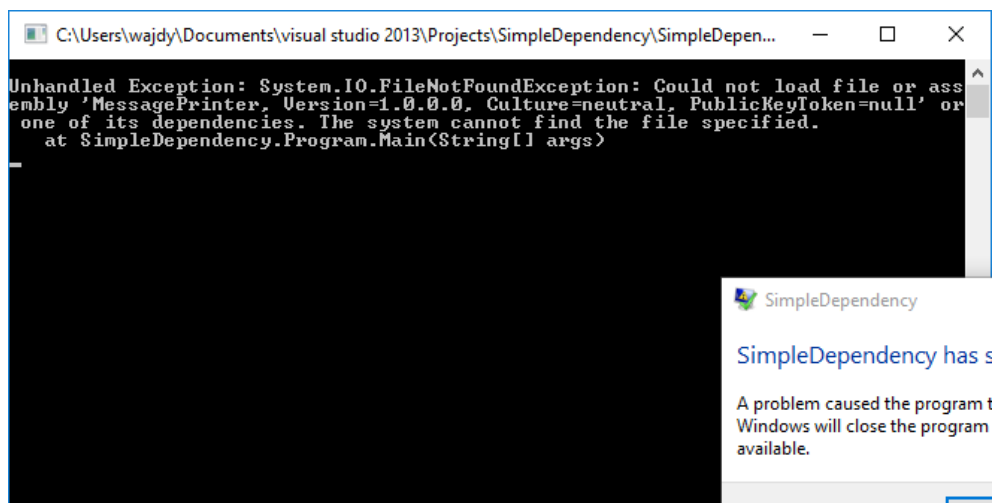 C:\Users\wajdy\Documents\visual studio 2013\Projects\SimpleDependency\SimpleDepen...
Unhandled Exception: System.IO.FileNotFoundException: Could not load file or ass
embly 'MessagePrinter, Version=1.0.0.0, Culture=neutral, PublicKeyToken=null' or
one of its dependencies. The system cannot find the file specified.
at SimpleDependency.Program.Main(String[] args)
SimpleDependency
SimpleDependency has s
A problem caused the program t
Windows will close the program
available.